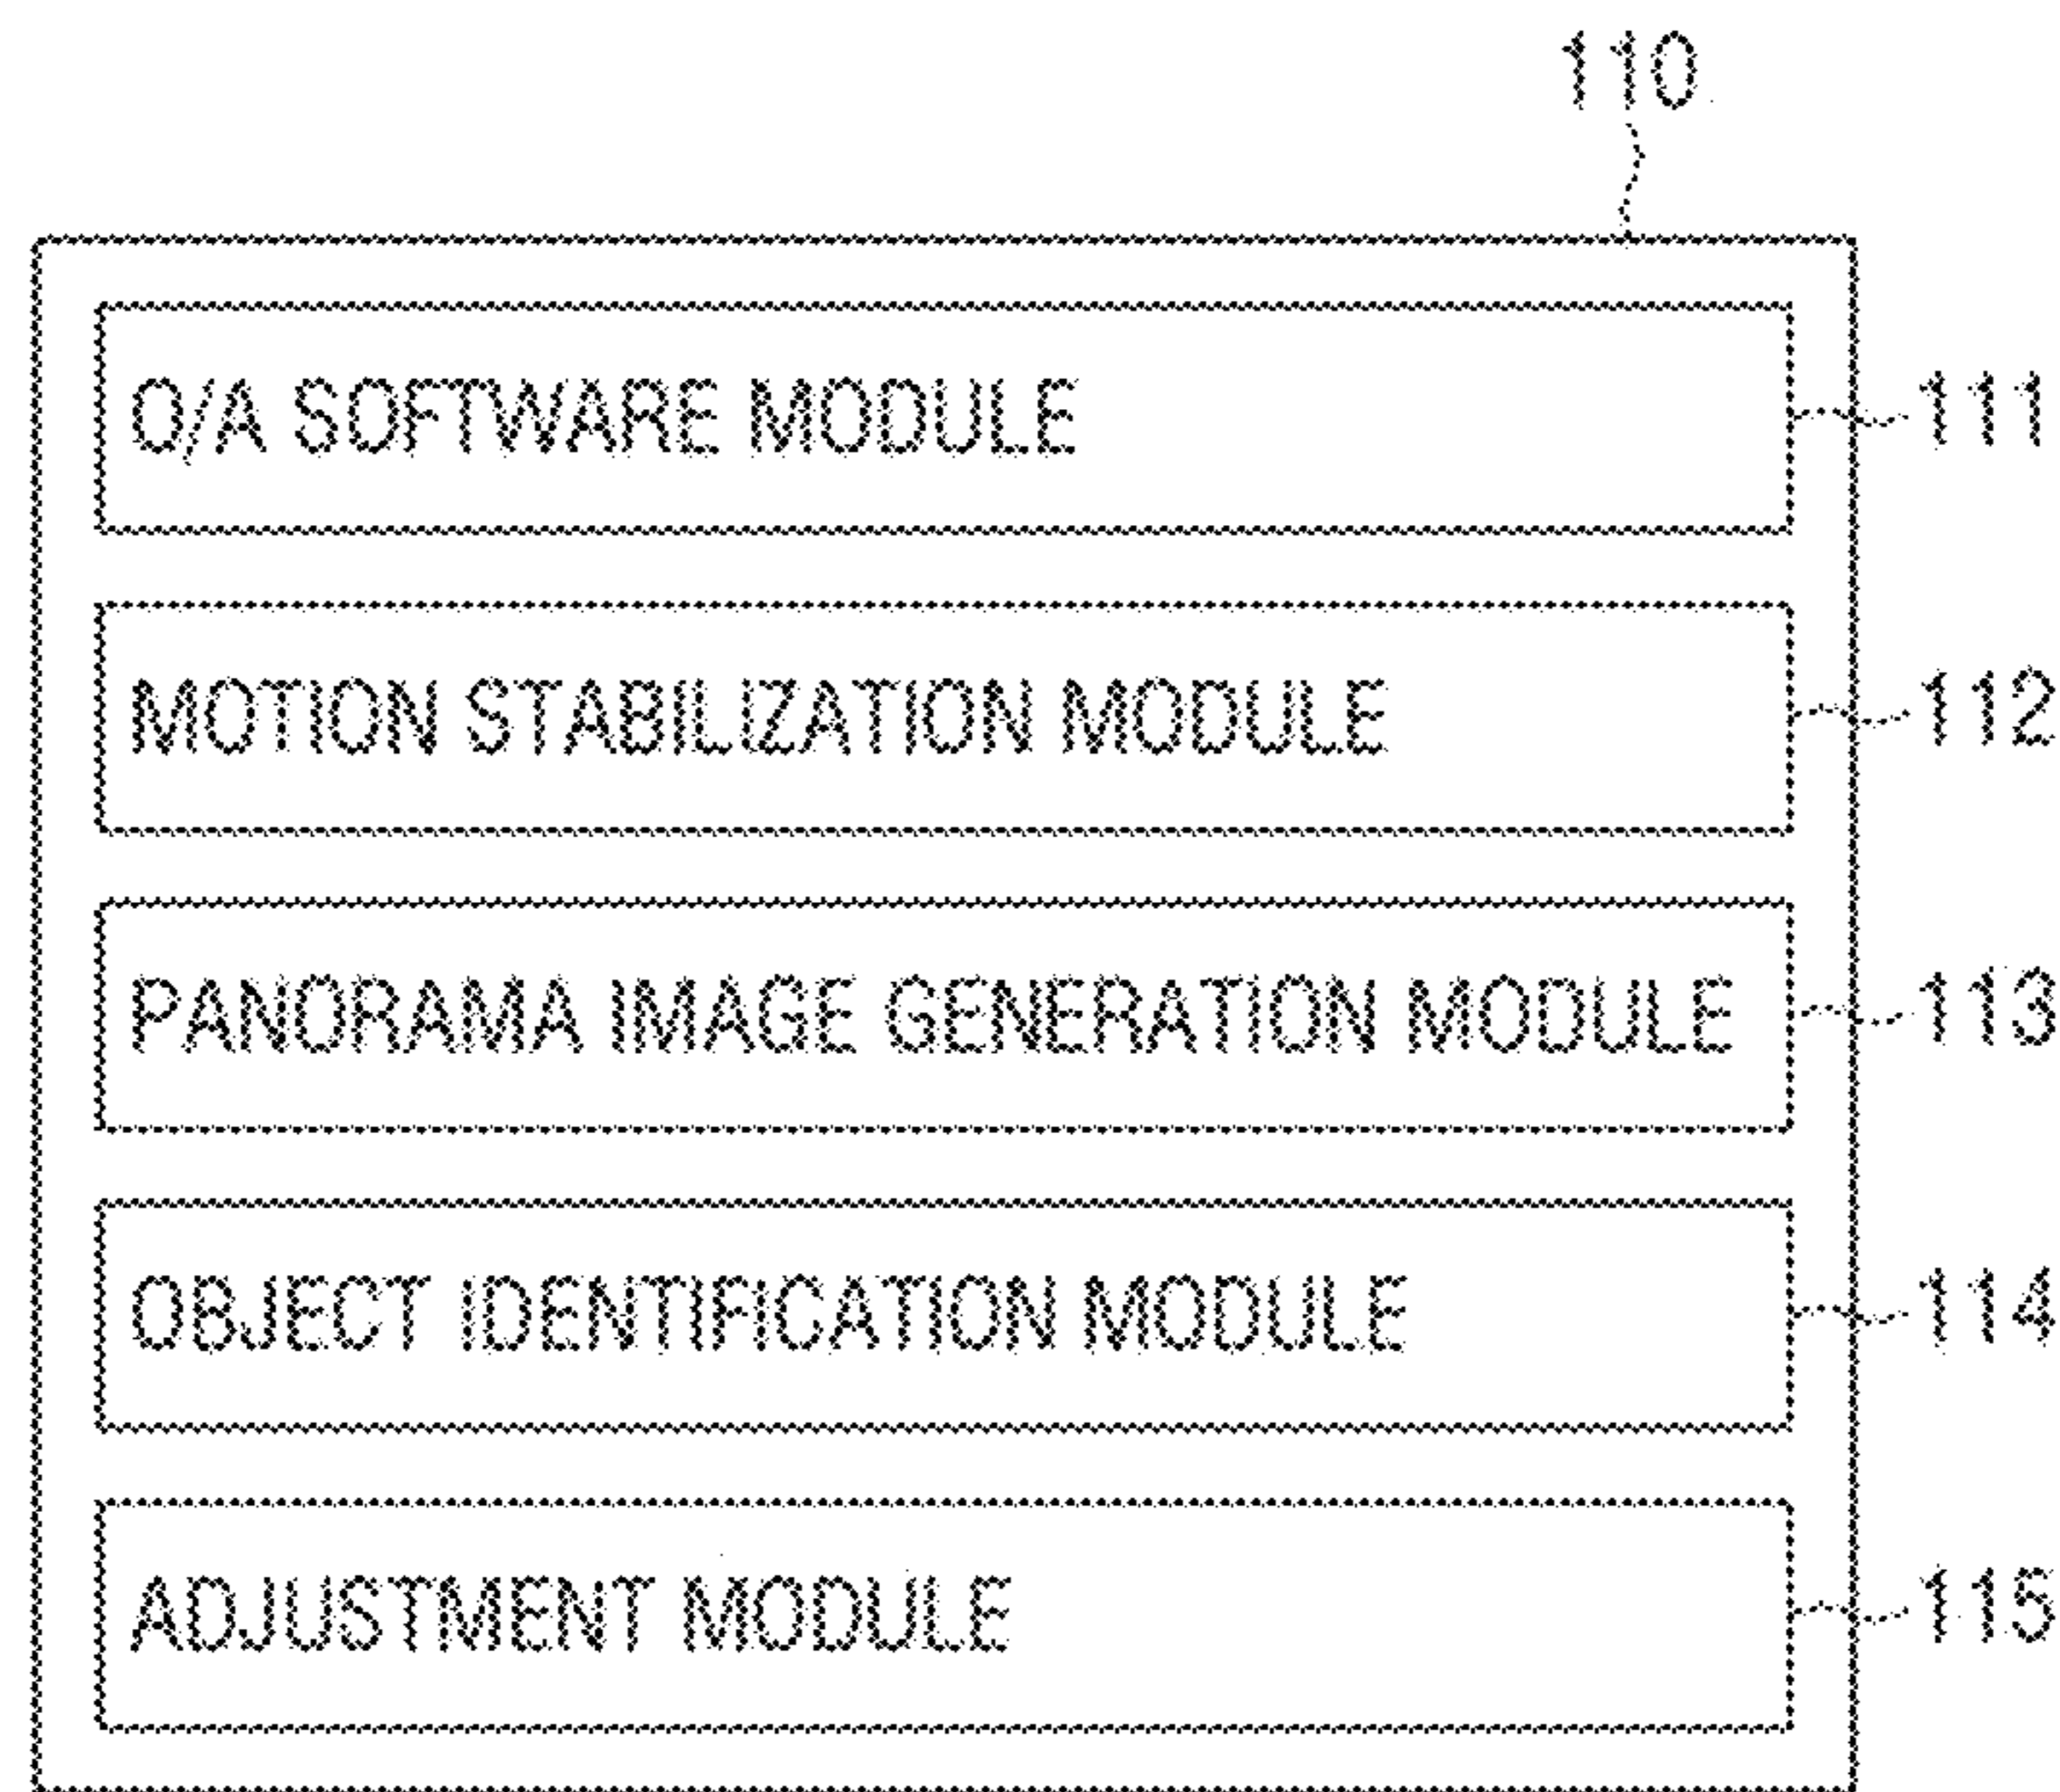 110
O/A SOFTWARE MODULE 111
MOTION STABILIZATION MODULE 112
PANORAMA IMAGE GENERATION MODULE 113
OBJECT IDENTIFICATION MODULE 114
ADJUSTMENT MODULE 115